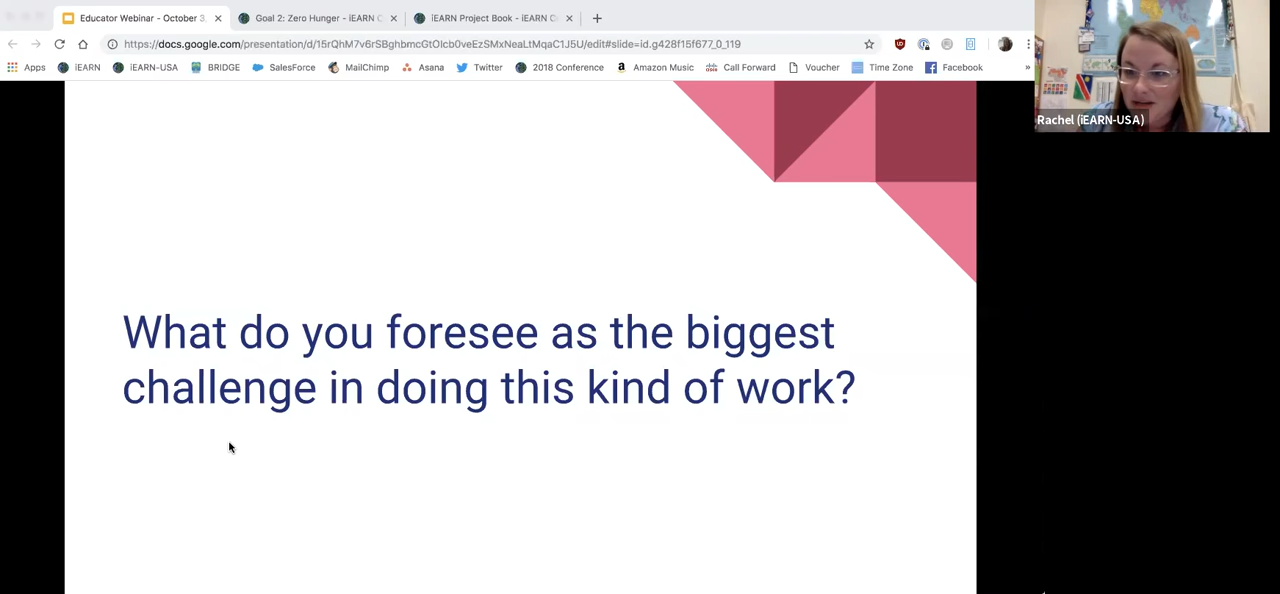 Educator Webinar - October 3,
Goal 2: Zero Hunger - iEARN C
iEARN Project Book - iEARN C
https://docs.google.com/presentation/d/15rQhM7v6rSBghbmcGtOlcb0veEzSMxNeaLtMqaC1J5U/edit#slide=id.g428f15f677_0_119
Apps
iEARN
iEARN-USA
BRIDGE
SalesForce
MailChimp
Asana
Twitter
2018 Conference
Amazon Music
Call Forward
Voucher
Time Zone
Facebook
»
Rachel (iEARN-USA)
What do you foresee as the biggest
challenge in doing this kind of work?